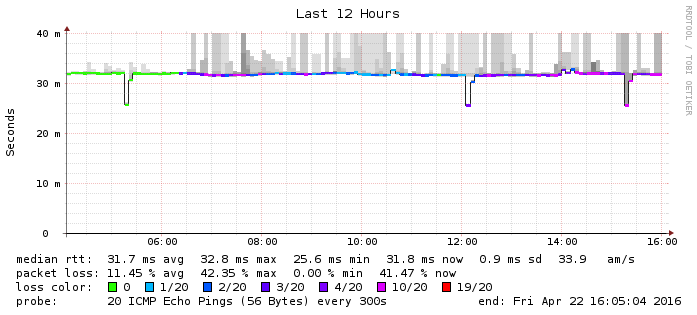 Last 12 Hours
RRDTOOL / TOBI OETIKER
Seconds
40 m
30 m
20 m
10 m
0
06:00 08:00 10:00 12:00 14:00 16:00
median rtt: 31.7 ms avg 32.8 ms max 25.6 ms min 31.8 ms now 0.9 ms sd 33.9 am/s
packet loss: 11.45 % avg 42.35 % max 0.00 % min 41.47 % now
loss color: 0 1/20 2/20 3/20 4/20 10/20 19/20
probe: 20 ICMP Echo Pings (56 Bytes) every 300s end: Fri Apr 22 16:05:04 2016